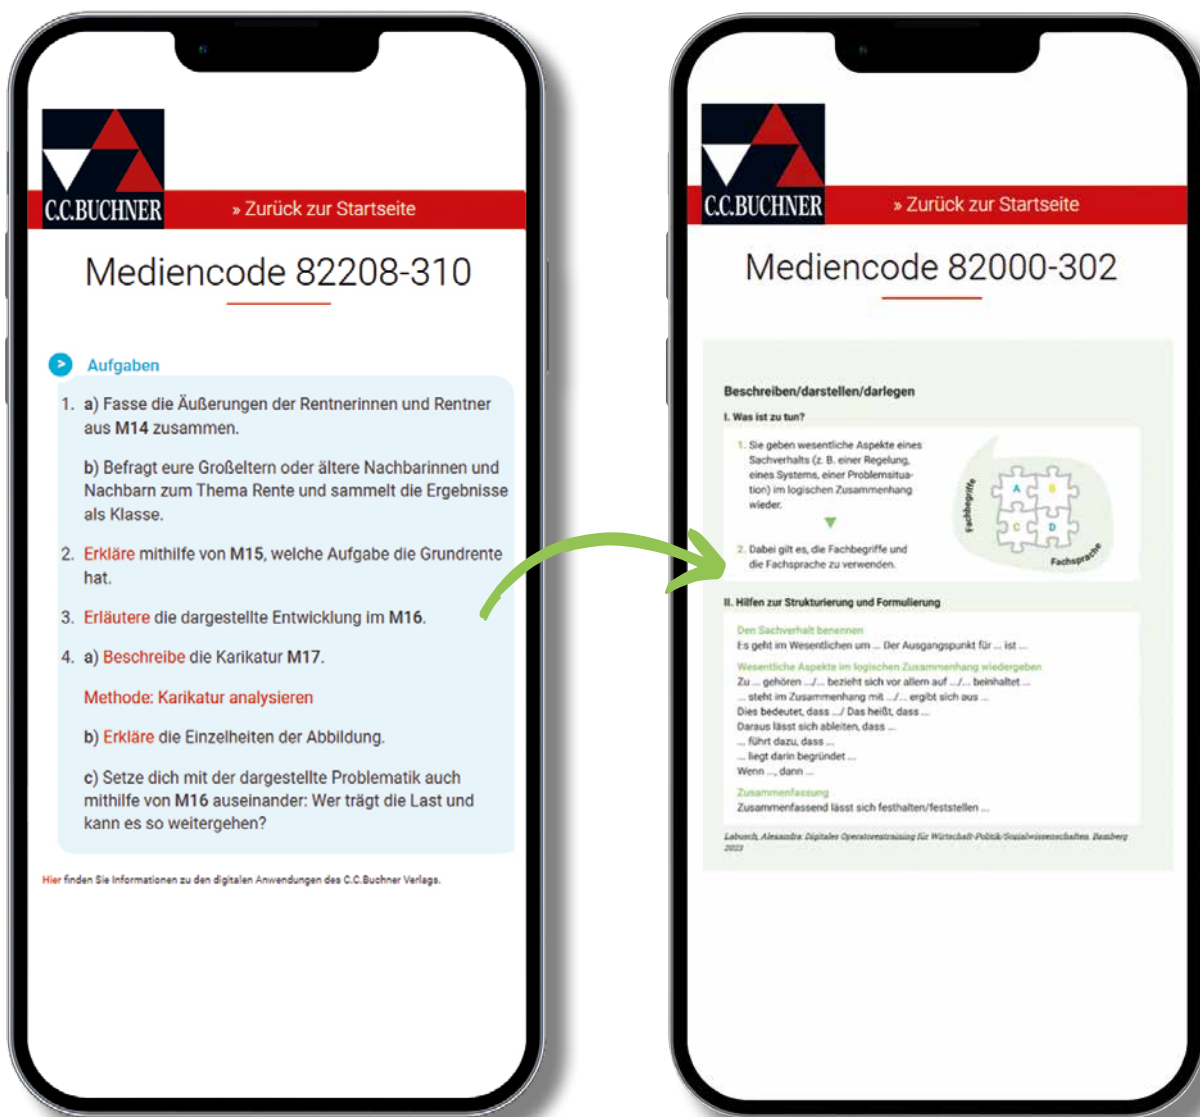 C.C.BUCHNER
» Zurück zur Startseite
Mediencode 82208-310
Aufgaben
1. a) Fasse die Äußerungen der Rentnerinnen und Rentner
aus M14 zusammen.
b) Befragt eure Großeltern oder ältere Nachbarinnen und
Nachbarn zum Thema Rente und sammelt die Ergebnisse
als Klasse.
2. Erkläre mithilfe von M15, welche Aufgabe die Grundrente
hat.
3. Erläutere die dargestellte Entwicklung im M16.
4. a) Beschreibe die Karikatur M17.
Methode: Karikatur analysieren
b) Erkläre die Einzelheiten der Abbildung.
c) Setze dich mit der dargestellte Problematik auch
mithilfe von M16 auseinander: Wer trägt die Last und
kann es so weitergehen?
Hier finden Sie Informationen zu den digitalen Anwendungen des C.C.Buchner Verlags.
C.C.BUCHNER
» Zurück zur Startseite
Mediencode 82000-302
Beschreiben/darstellen/darlegen
I. Was ist zu tun?
1. Sie geben wesentliche Aspekte eines
Sachverhalts (z. B. einer Regelung,
eines Systems, einer Problemsitua-
tion) im logischen Zusammenhang
wieder.
2. Dabei gilt es, die Fachbegriffe und
die Fachsprache zu verwenden.
Fachbegriffe
A B
C D
Fachsprache
II. Hilfen zur Strukturierung und Formulierung
Den Sachverhalt benennen
Es geht im Wesentlichen um ... Der Ausgangspunkt für ... ist ...
Wesentliche Aspekte im logischen Zusammenhang wiedergeben
Zu ... gehören .../... bezieht sich vor allem auf .../... beinhaltet ...
... steht im Zusammenhang mit .../... ergibt sich aus ...
Dies bedeutet, dass .../ Das heißt, dass ...
Daraus lässt sich ableiten, dass ...
... führt dazu, dass ...
... liegt darin begründet ...
Wenn ..., dann ...
Zusammenfassung
Zusammenfassend lässt sich festhalten/feststellen ...
Labusch, Alexandra: Digitales Operatorentraining für Wirtschaft-Politik/Sozialwissenschaften. Bamberg
2023